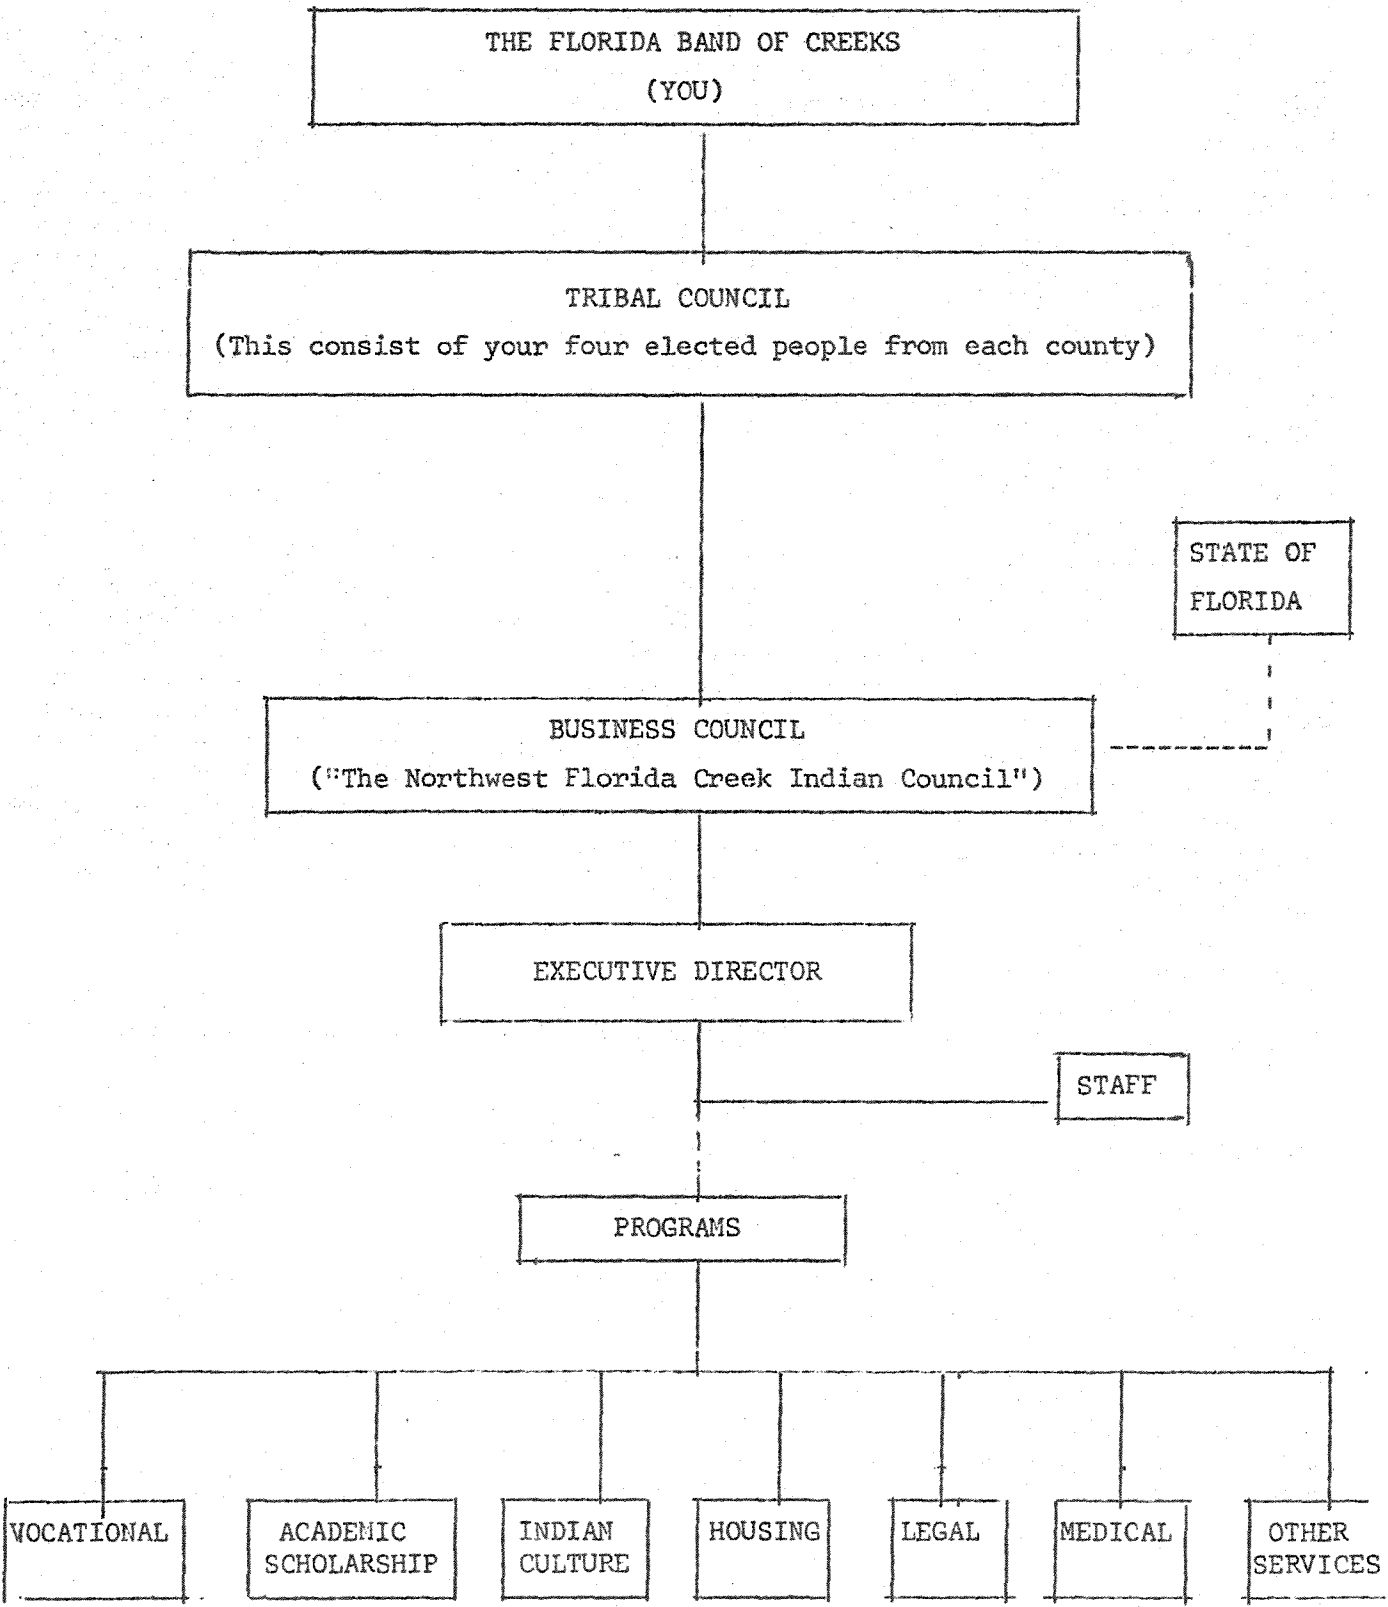 THE FLORIDA BAND OF CREEKS
(YOU)
TRIBAL COUNCIL
(This consist of your four elected people from each county)
STATE OF
FLORIDA
BUSINESS COUNCIL
("The Northwest Florida Creek Indian Council")
EXECUTIVE DIRECTOR
STAFF
PROGRAMS
VOCATIONAL
ACADEMIC
SCHOLARSHIP
INDIAN
CULTURE
HOUSING
LEGAL
MEDICAL
OTHER
SERVICES